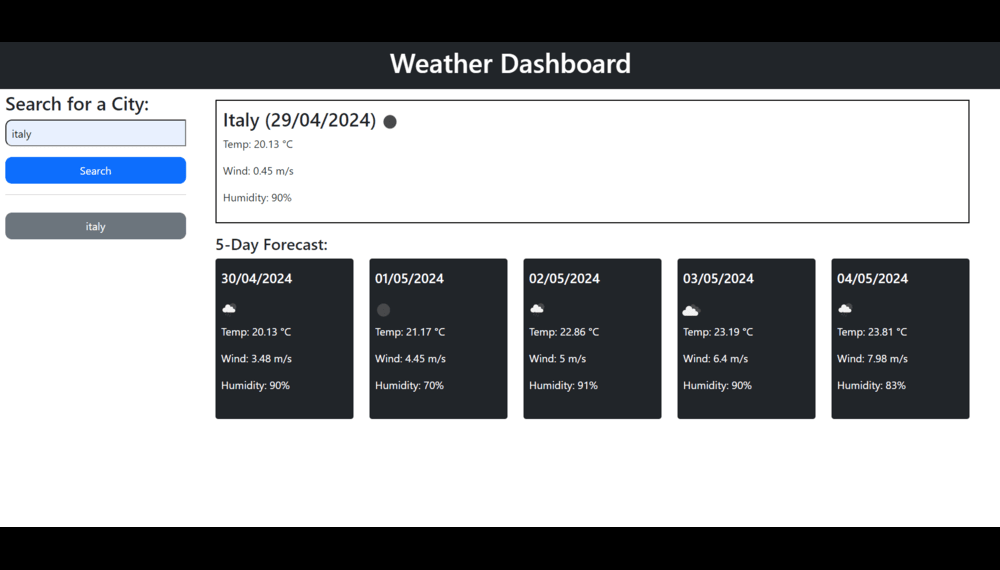 Weather Dashboard
Search for a City:
italy
Search
italy
Italy (29/04/2024)
Temp: 20.13 °C
Wind: 0.45 m/s
Humidity: 90%
5-Day Forecast:
30/04/2024
Temp: 20.13 °C
Wind: 3.48 m/s
Humidity: 90%
01/05/2024
Temp: 21.17 °C
Wind: 4.45 m/s
Humidity: 70%
02/05/2024
Temp: 22.86 °C
Wind: 5 m/s
Humidity: 91%
03/05/2024
Temp: 23.19 °C
Wind: 6.4 m/s
Humidity: 90%
04/05/2024
Temp: 23.81 °C
Wind: 7.98 m/s
Humidity: 83%